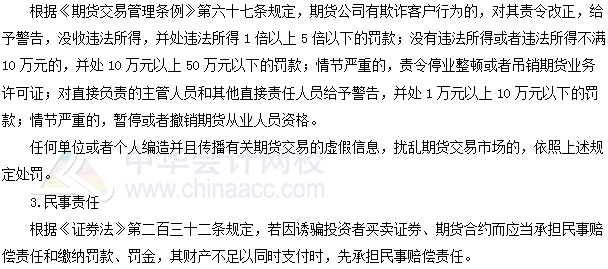 根据《期货交易管理条例》第六十七条规定，期货公司有欺诈客户行为的，对其责令改正，给
予警告，没收违法所得，并处违法所得1倍以上5倍以下的罚款；没有违法所得或者违法所得不满
10万元的，并处10万元以上50万元以下的罚款；情节严重的，责令停业整顿或者吊销期货业务
许可证；对直接负责的主管人员和其他直接责任人员给予警告，并处1万元以上10万元以下的罚
款；情节严重的，暂停或者撤销期货从业人员资格。
任何单位或者个人编造并且传播有关期货交易的虚假信息，扰乱期货交易市场的，依照上述规
定处罚。
中华会计网校
www.chinaacc.com
3.民事责任
根据《证券法》第二百三十二条规定，若因诱骗投资者买卖证券、期货合约而应当承担民事赔
偿责任和缴纳罚款、罚金，其财产不足以同时支付时，先承担民事赔偿责任。